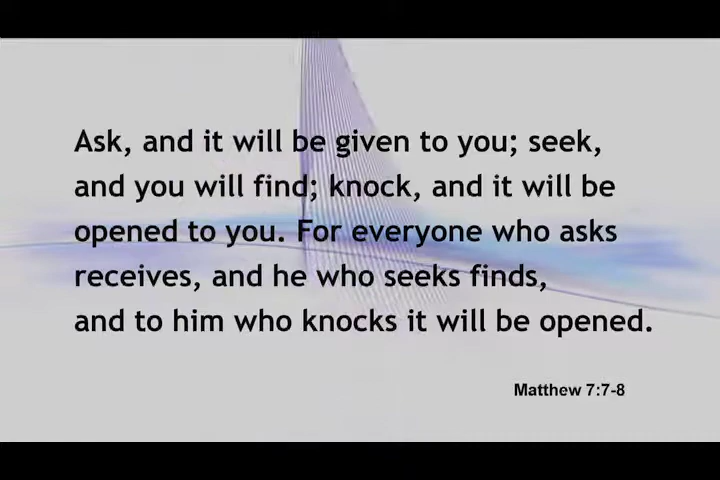 Ask, and it will be given to you; seek,
and you will find; knock, and it will be
opened to you. For everyone who asks
receives, and he who seeks finds,
and to him who knocks it will be opened.
Matthew 7:7-8